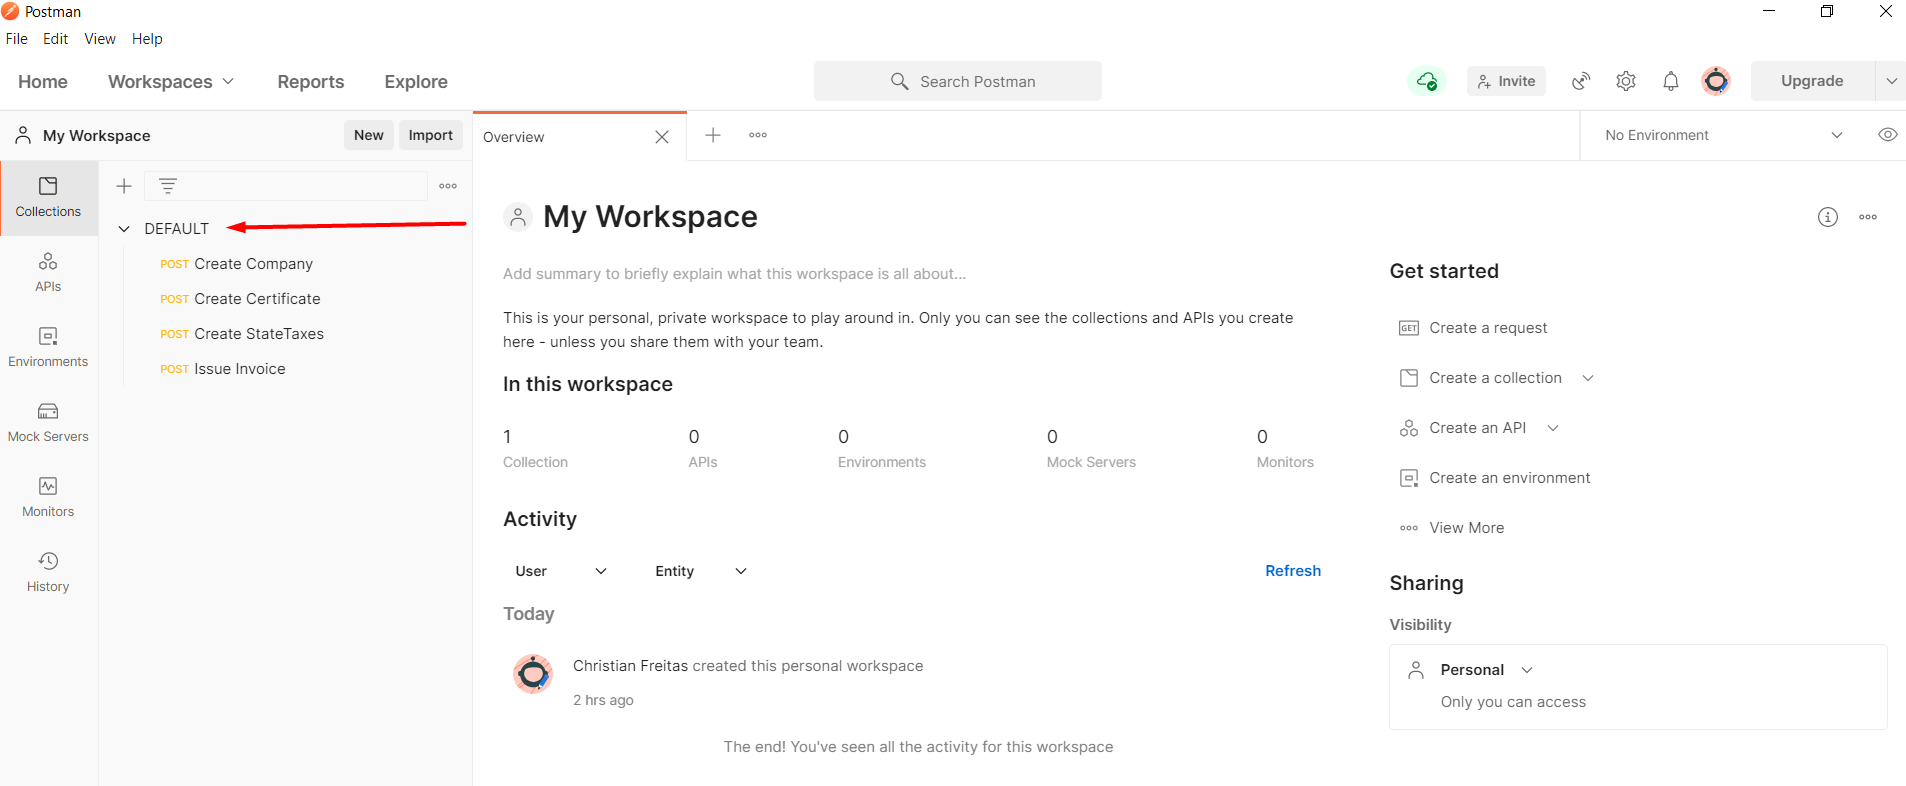 Postman
File Edit View Help
Home Workspaces Reports Explore Search Postman Invite Upgrade
My Workspace New Import Overview No Environment
Collections
APIs
Environments
Mock Servers
Monitors
History
DEFAULT
POST Create Company
POST Create Certificate
POST Create StateTaxes
POST Issue Invoice
My Workspace
Add summary to briefly explain what this workspace is all about...
This is your personal, private workspace to play around in. Only you can see the collections and APIs you create
here - unless you share them with your team.
In this workspace
1 0 0 0 0
Collection APIs Environments Mock Servers Monitors
Activity
User Entity Refresh
Today
Christian Freitas created this personal workspace
2 hrs ago
The end! You've seen all the activity for this workspace
Get started
GET Create a request
Create a collection
Create an API
Create an environment
View More
Sharing
Visibility
Personal
Only you can access